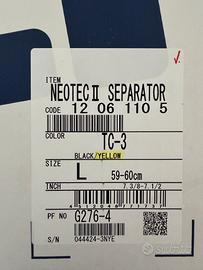 ITEM
NEOTEC II SEPARATOR
CODE 12 06 110 5
COLOR
TC-3
BLACK/YELLOW
SIZE
L 59-60cm
INCH 7.3/8-7.1/2
PF NO G276-4
S/N 044424-3NYE